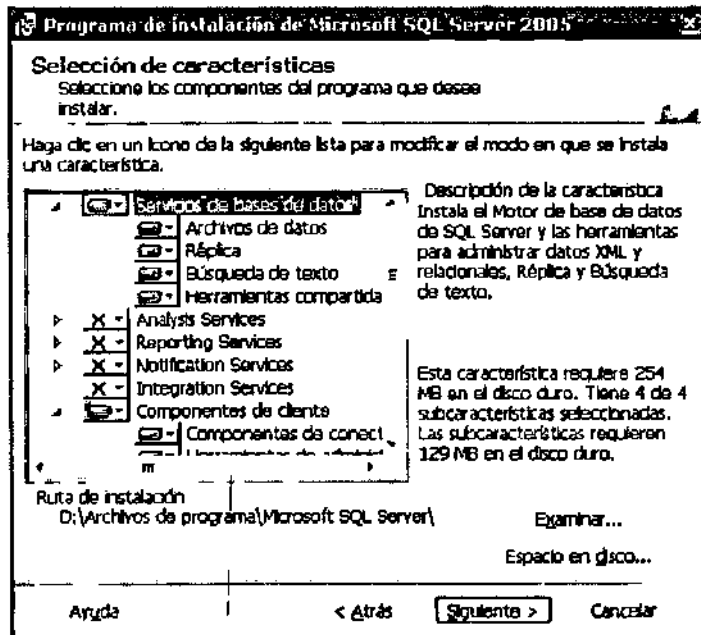 Programa de instalación de Microsoft SQL Server 2005
Selección de características
Seleccione los componentes del programa que desee
instalar.
Haga clic en un icono de la siguiente lista para modificar el modo en que se instala
una característica.
Servicios de bases de datos
Archivos de datos
Réplica
Búsqueda de texto
Herramientas compartida
Analysis Services
Reporting Services
Notification Services
Integration Services
Componentes de cliente
Componentes de conect
Descripción de la característica
Instala el Motor de base de datos
de SQL Server y las herramientas
para administrar datos XML y
relacionales, Réplica y Búsqueda
de texto.
Esta característica requiere 254
MB en el disco duro. Tiene 4 de 4
subcaracterísticas seleccionadas.
Las subcaracterísticas requieren
129 MB en el disco duro.
Ruta de instalación
D:\Archivos de programa\Microsoft SQL Server\
Examinar...
Espacio en disco...
Ayuda
< Atrás
Siguiente >
Cancelar